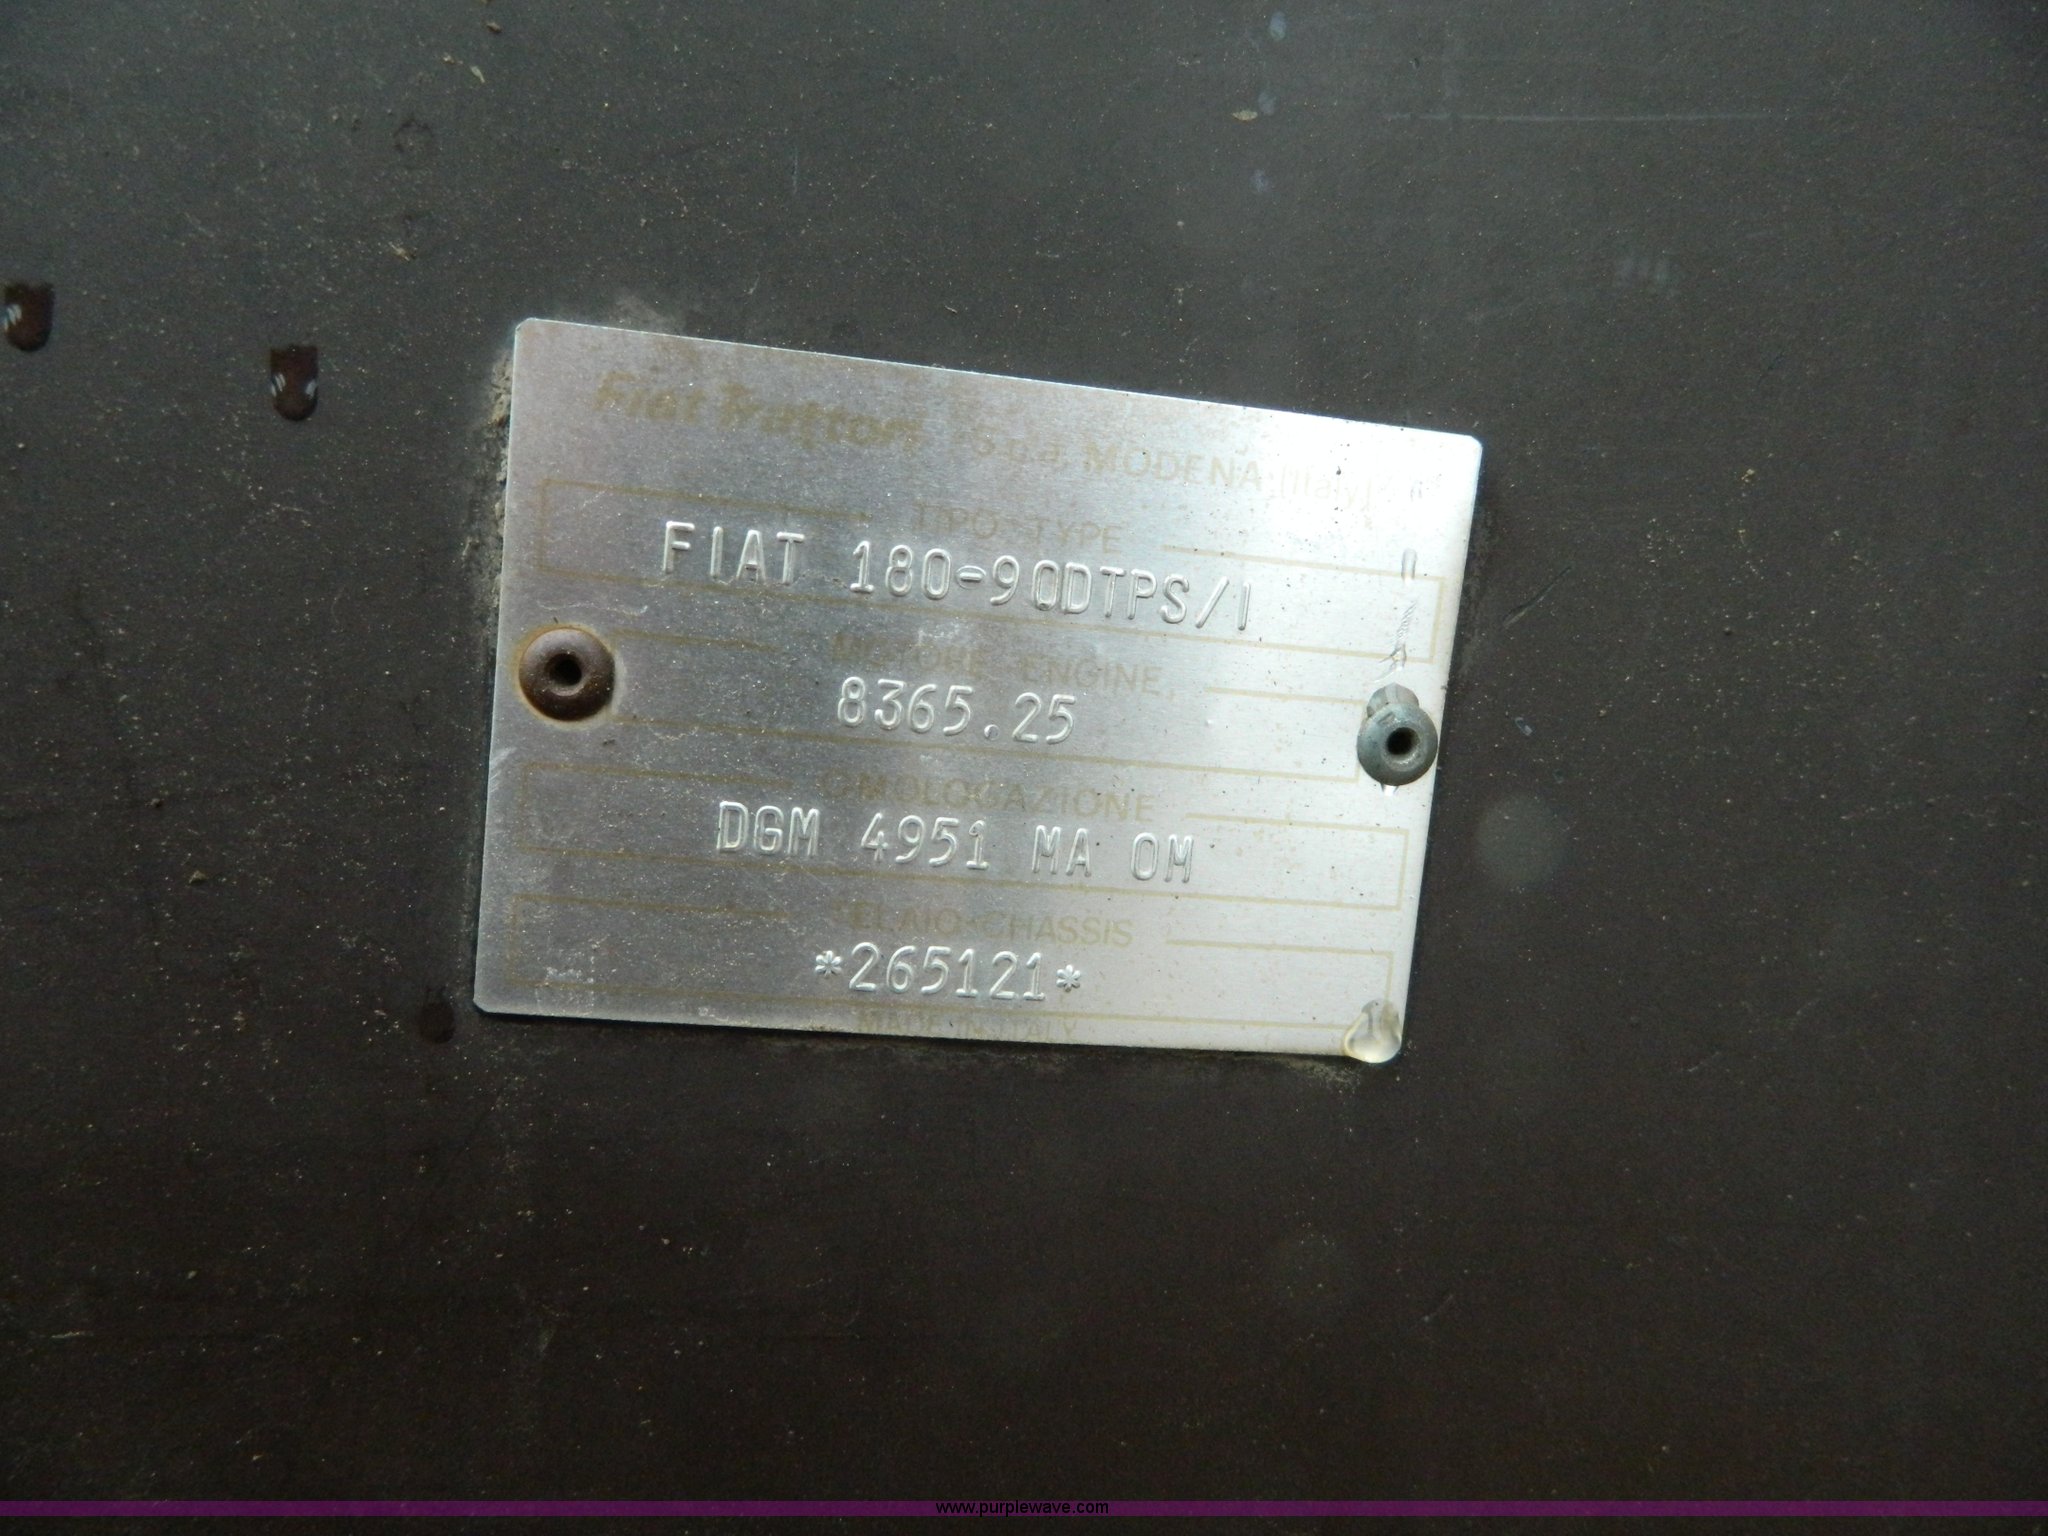 Fiat Trattori S.p.a. MODENA (Italy)
TIPO-TYPE
FIAT 180-90DTPS/1
MOTORE-ENGINE
8365.25
OMOLOGAZIONE
DGM 4951 MA OM
TELAIO-CHASSIS
*265121*
MADE IN ITALY
www.purplewave.com